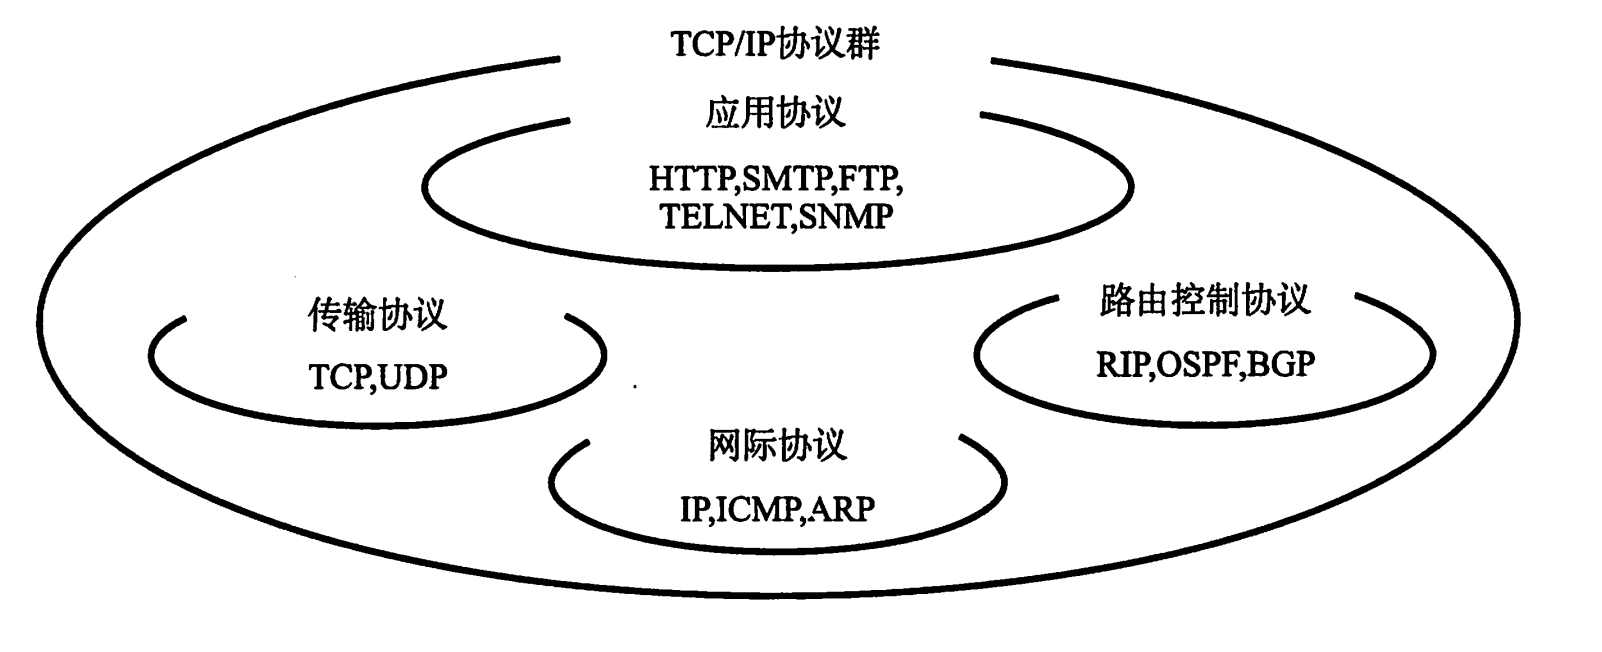 TCP/IP协议群
应用协议
HTTP,SMTP,FTP,
TELNET,SNMP
传输协议
TCP,UDP
路由控制协议
RIP,OSPF,BGP
网际协议
IP,ICMP,ARP